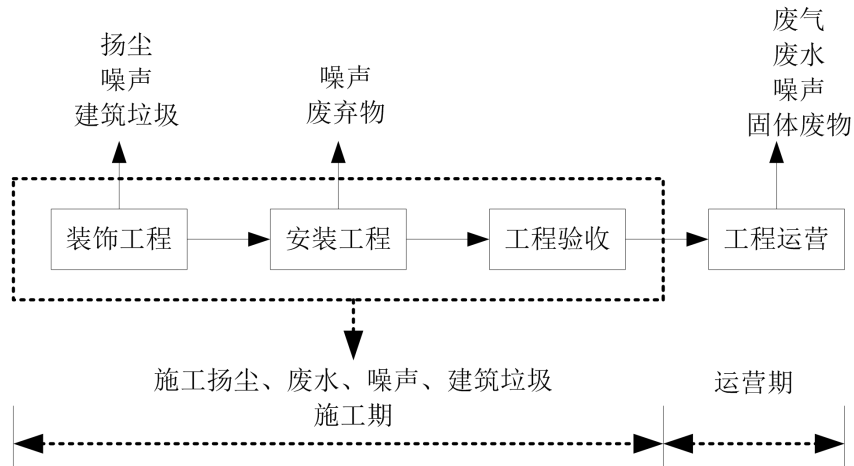 扬尘
噪声
建筑垃圾
噪声
废弃物
废气
废水
噪声
固体废物
装饰工程
安装工程
工程验收
工程运营
施工扬尘、废水、噪声、建筑垃圾
施工期
运营期